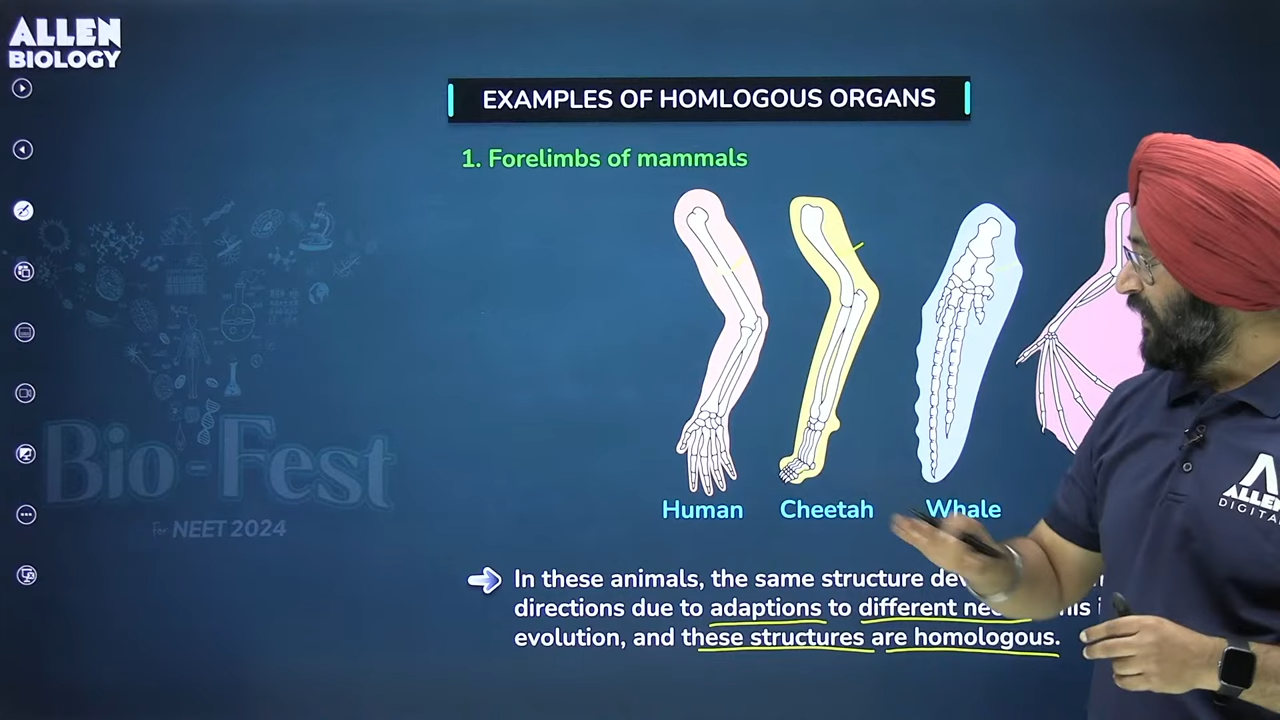 ALLEN
BIOLOGY
EXAMPLES OF HOMLOGOUS ORGANS
1. Forelimbs of mammals
Human Cheetah Whale
In these animals, the same structure
directions due to adaptions to different
evolution, and these structures are homologous.
Bio-Fest
For NEET 2024
ALLEN
DIGITA